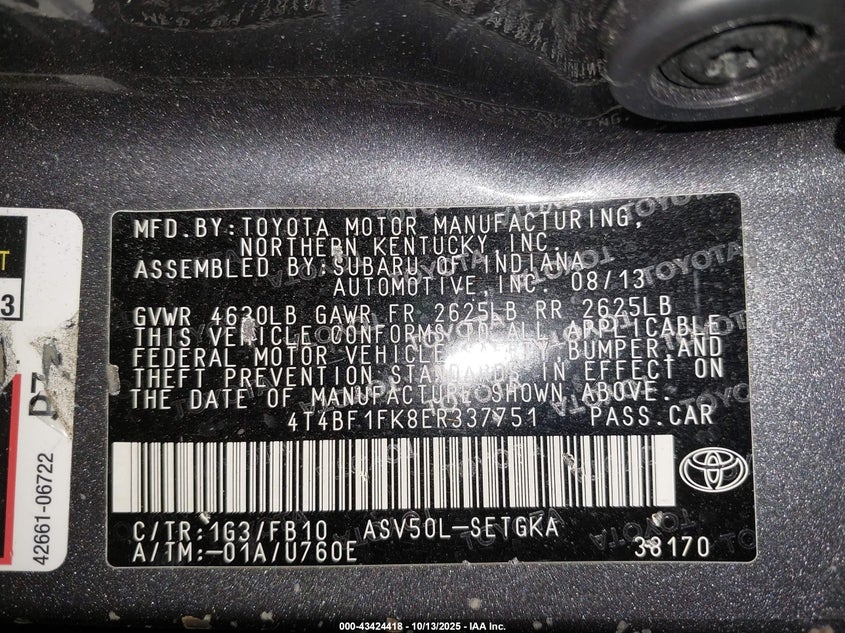 MFD.BY:TOYOTA MOTOR MANUFACTURING,
NORTHERN KENTUCKY, INC.
ASSEMBLED BY:SUBARU OF INDIANA
AUTOMOTIVE,INC. 08/13
GVWR 4630LB GAWR FR 2625LB RR 2625LB
THIS VEHICLE CONFORMS TO ALL APPLICABLE
FEDERAL MOTOR VEHICLE SAFETY,BUMPER,AND
THEFT PREVENTION STANDARDS IN EFFECT ON
THE DATE OF MANUFACTURE SHOWN ABOVE.
4T4BF1FK8ER337751 PASS.CAR
C/TR:1G3/FB10 ASV50L-SETGKA
A/TM:-01A/U760E 38170
42661-06722
000-43424418 - 10/13/2025 - IAA Inc.